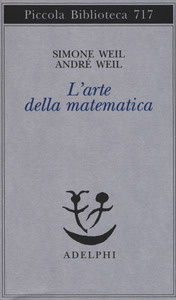 Piccola Biblioteca 717
SIMONE WEIL
ANDRÉ WEIL
L'arte
della matematica
ADELPHI